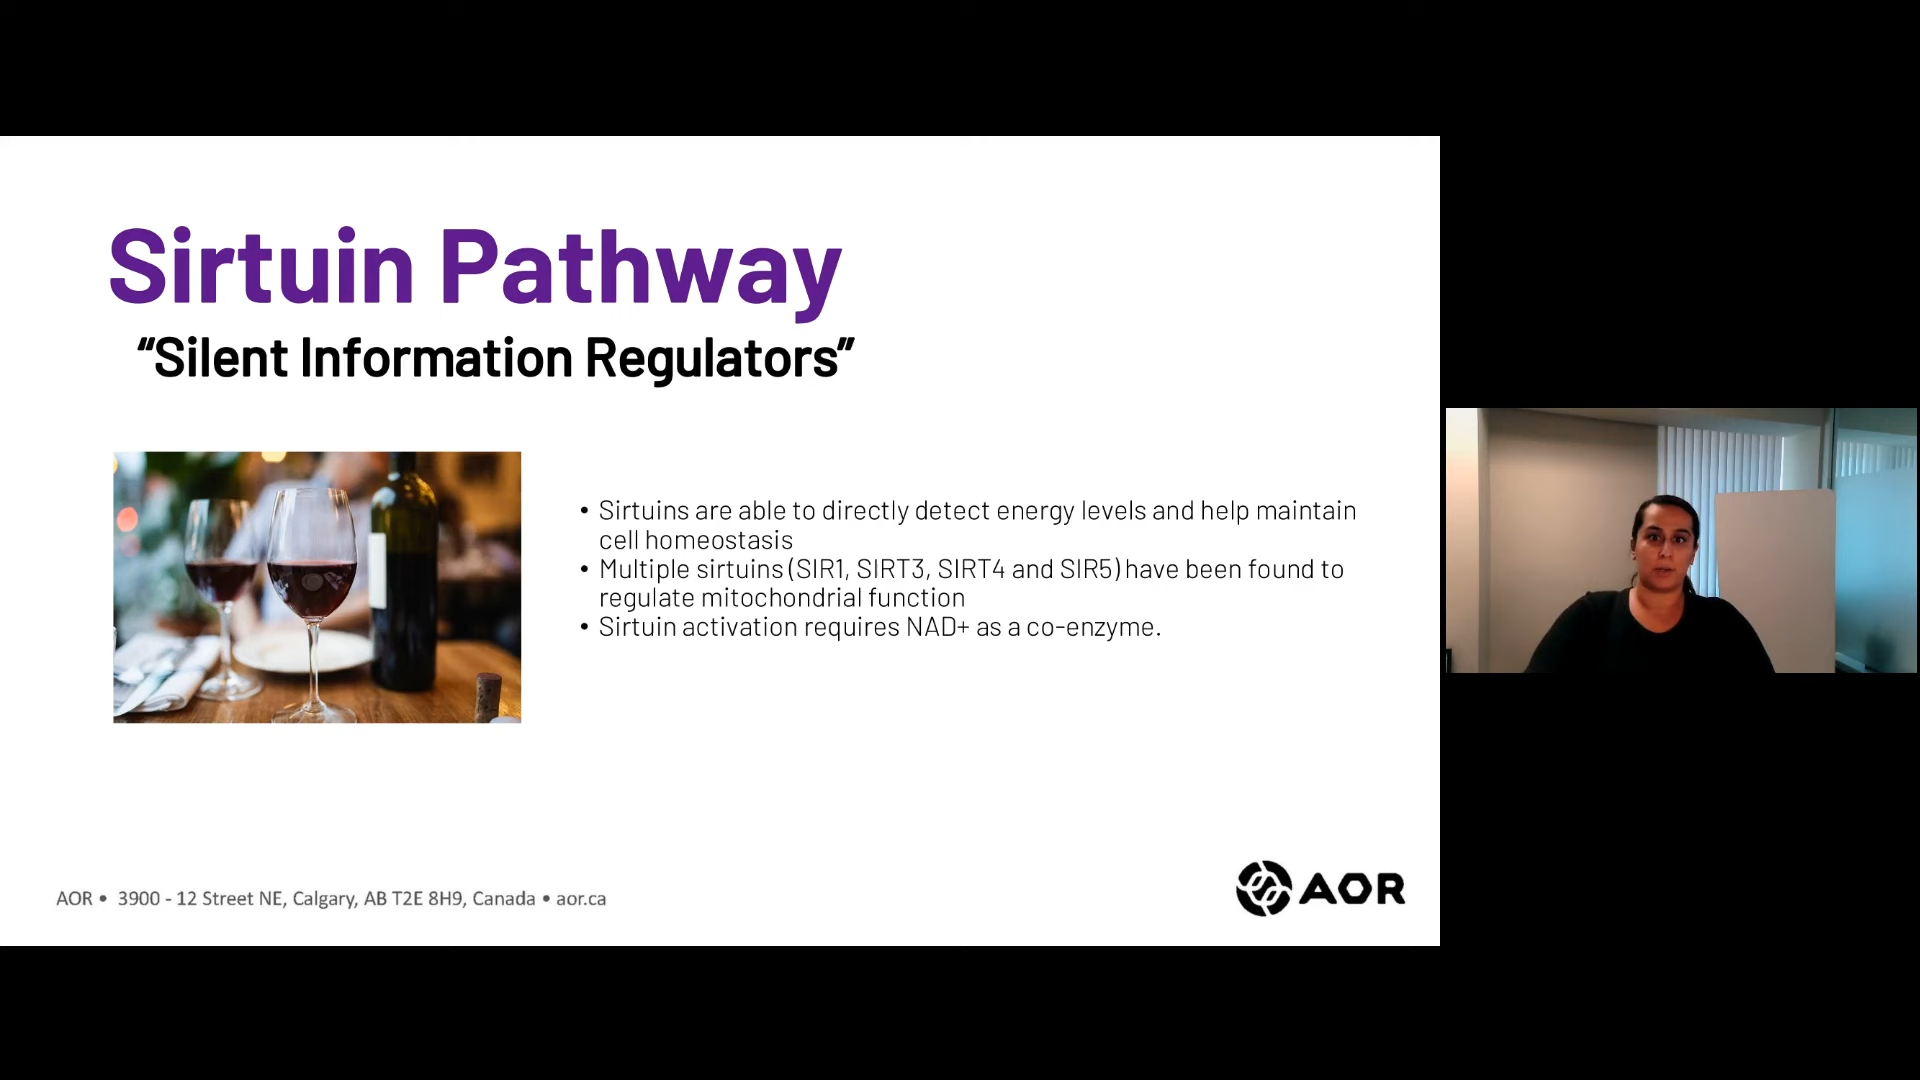 Sirtuin Pathway
“Silent Information Regulators”
• Sirtuins are able to directly detect energy levels and help maintain
cell homeostasis
• Multiple sirtuins (SIR1, SIRT3, SIRT4 and SIR5) have been found to
regulate mitochondrial function
• Sirtuin activation requires NAD+ as a co-enzyme.
AOR • 3900 - 12 Street NE, Calgary, AB T2E 8H9, Canada • aor.ca
AOR